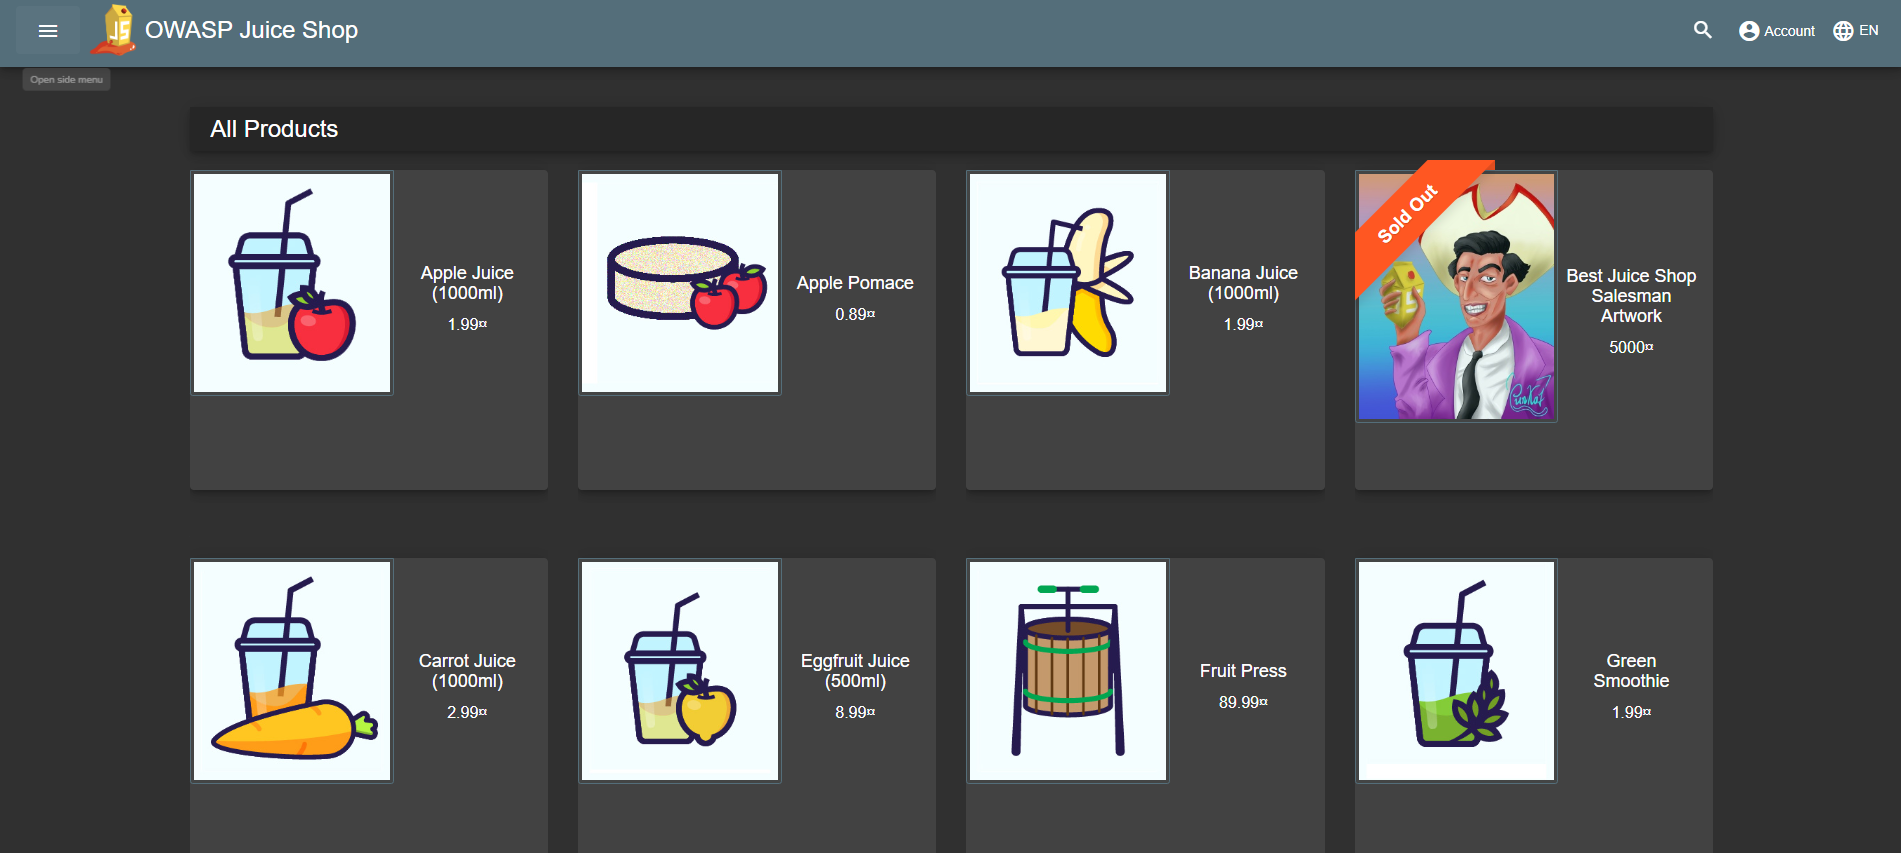 OWASP Juice Shop
Account
EN
Open side menu
All Products
Apple Juice
(1000ml)
1.99¤
Apple Pomace
0.89¤
Banana Juice
(1000ml)
1.99¤
Sold Out
Best Juice Shop
Salesman
Artwork
5000¤
Carrot Juice
(1000ml)
2.99¤
Eggfruit Juice
(500ml)
8.99¤
Fruit Press
89.99¤
Green
Smoothie
1.99¤